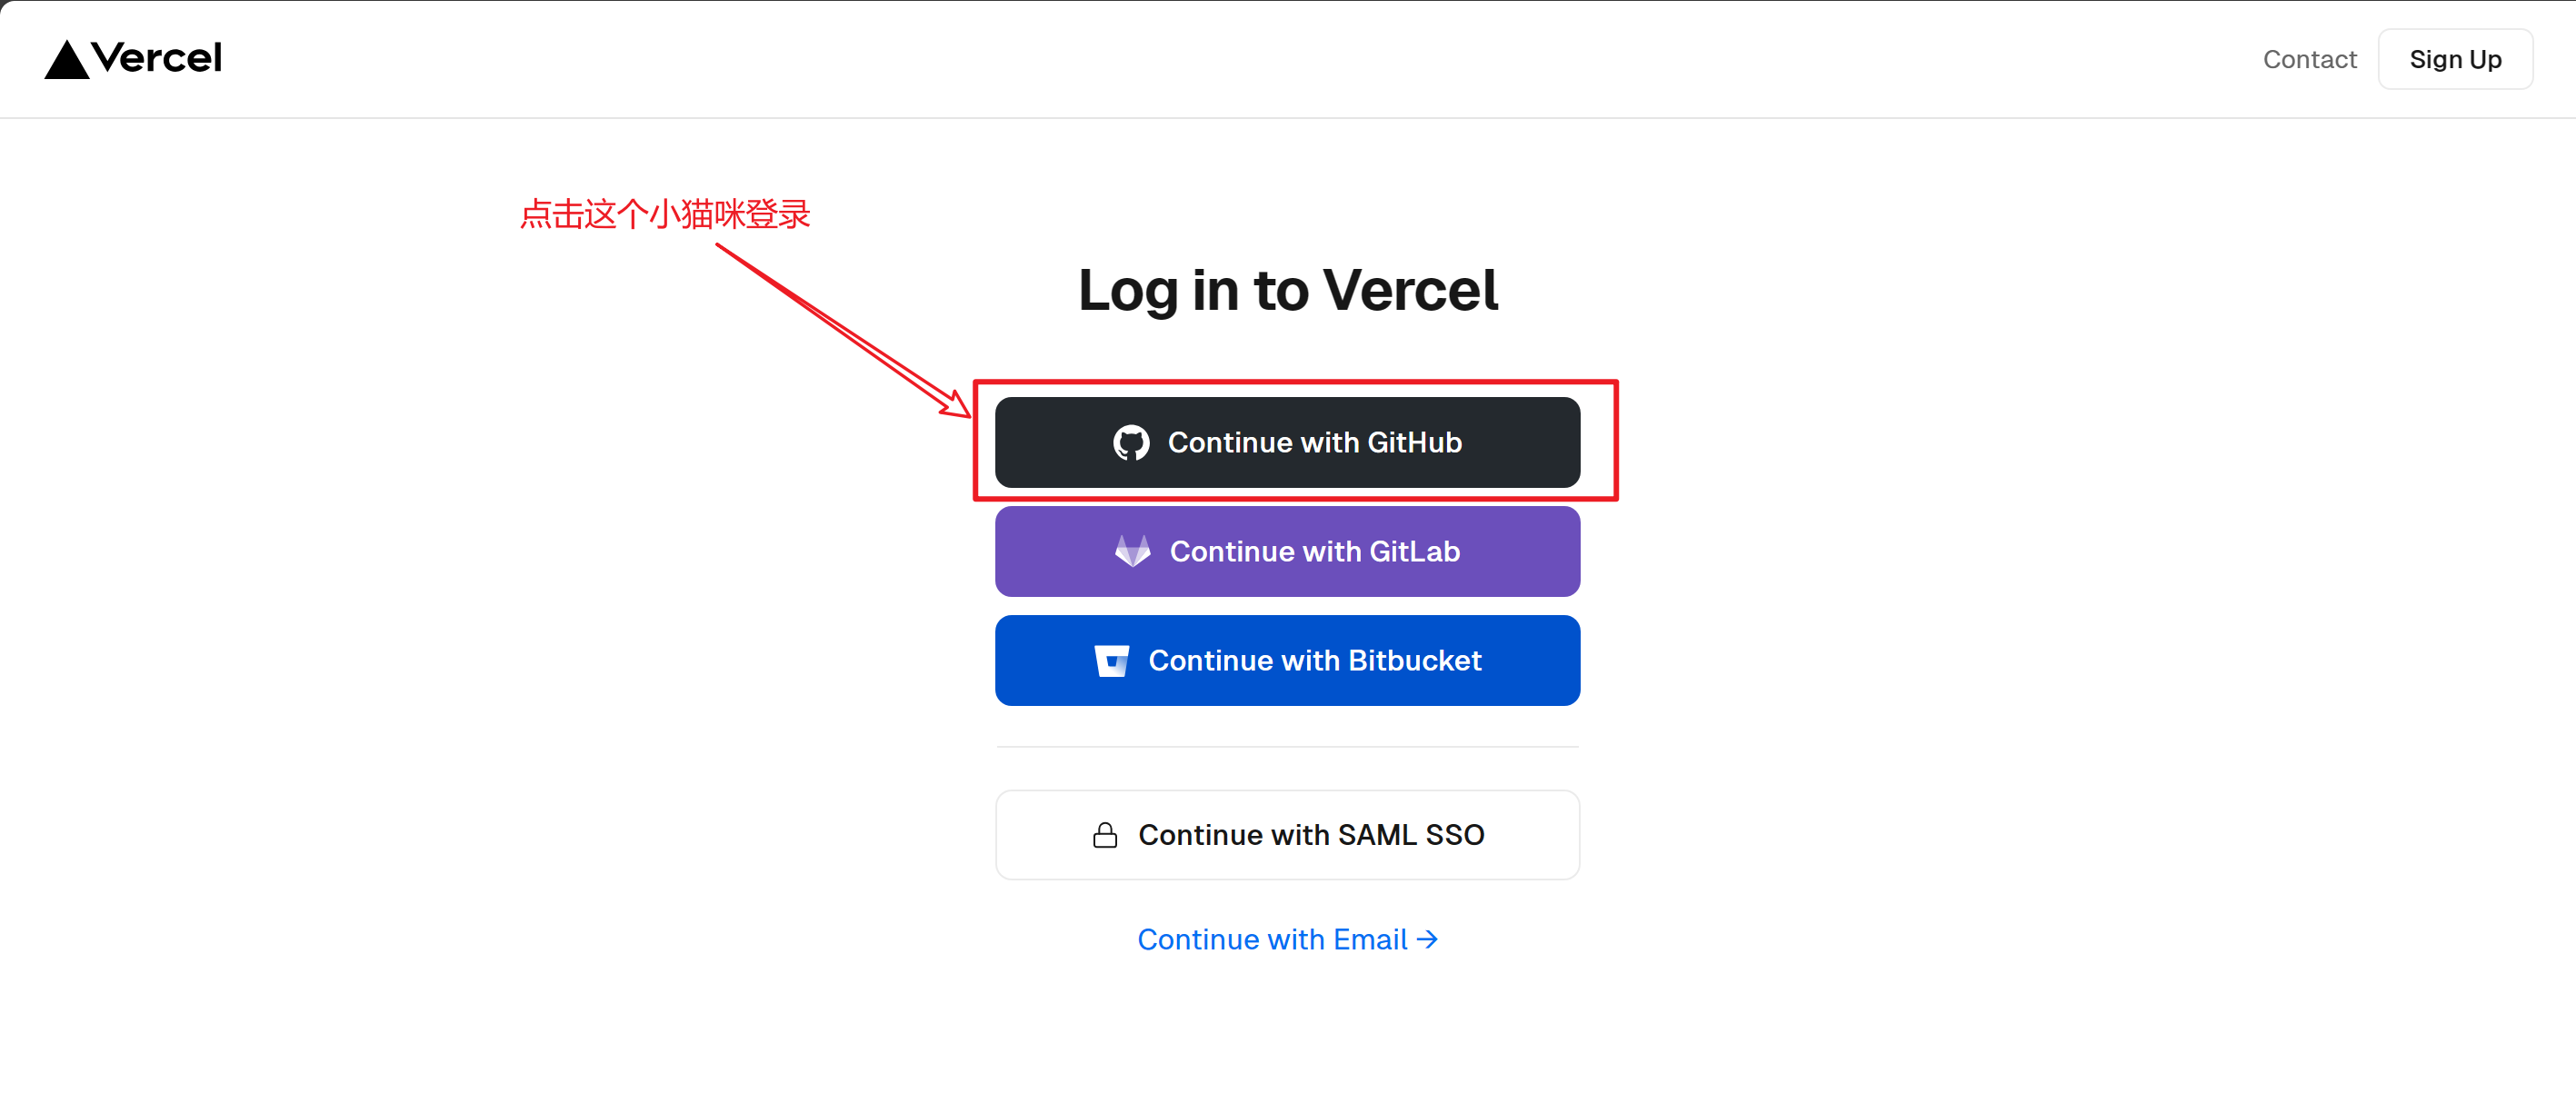 Vercel
Contact
Sign Up
点击这个小猫咪登录
Log in to Vercel
Continue with GitHub
Continue with GitLab
Continue with Bitbucket
Continue with SAML SSO
Continue with Email →